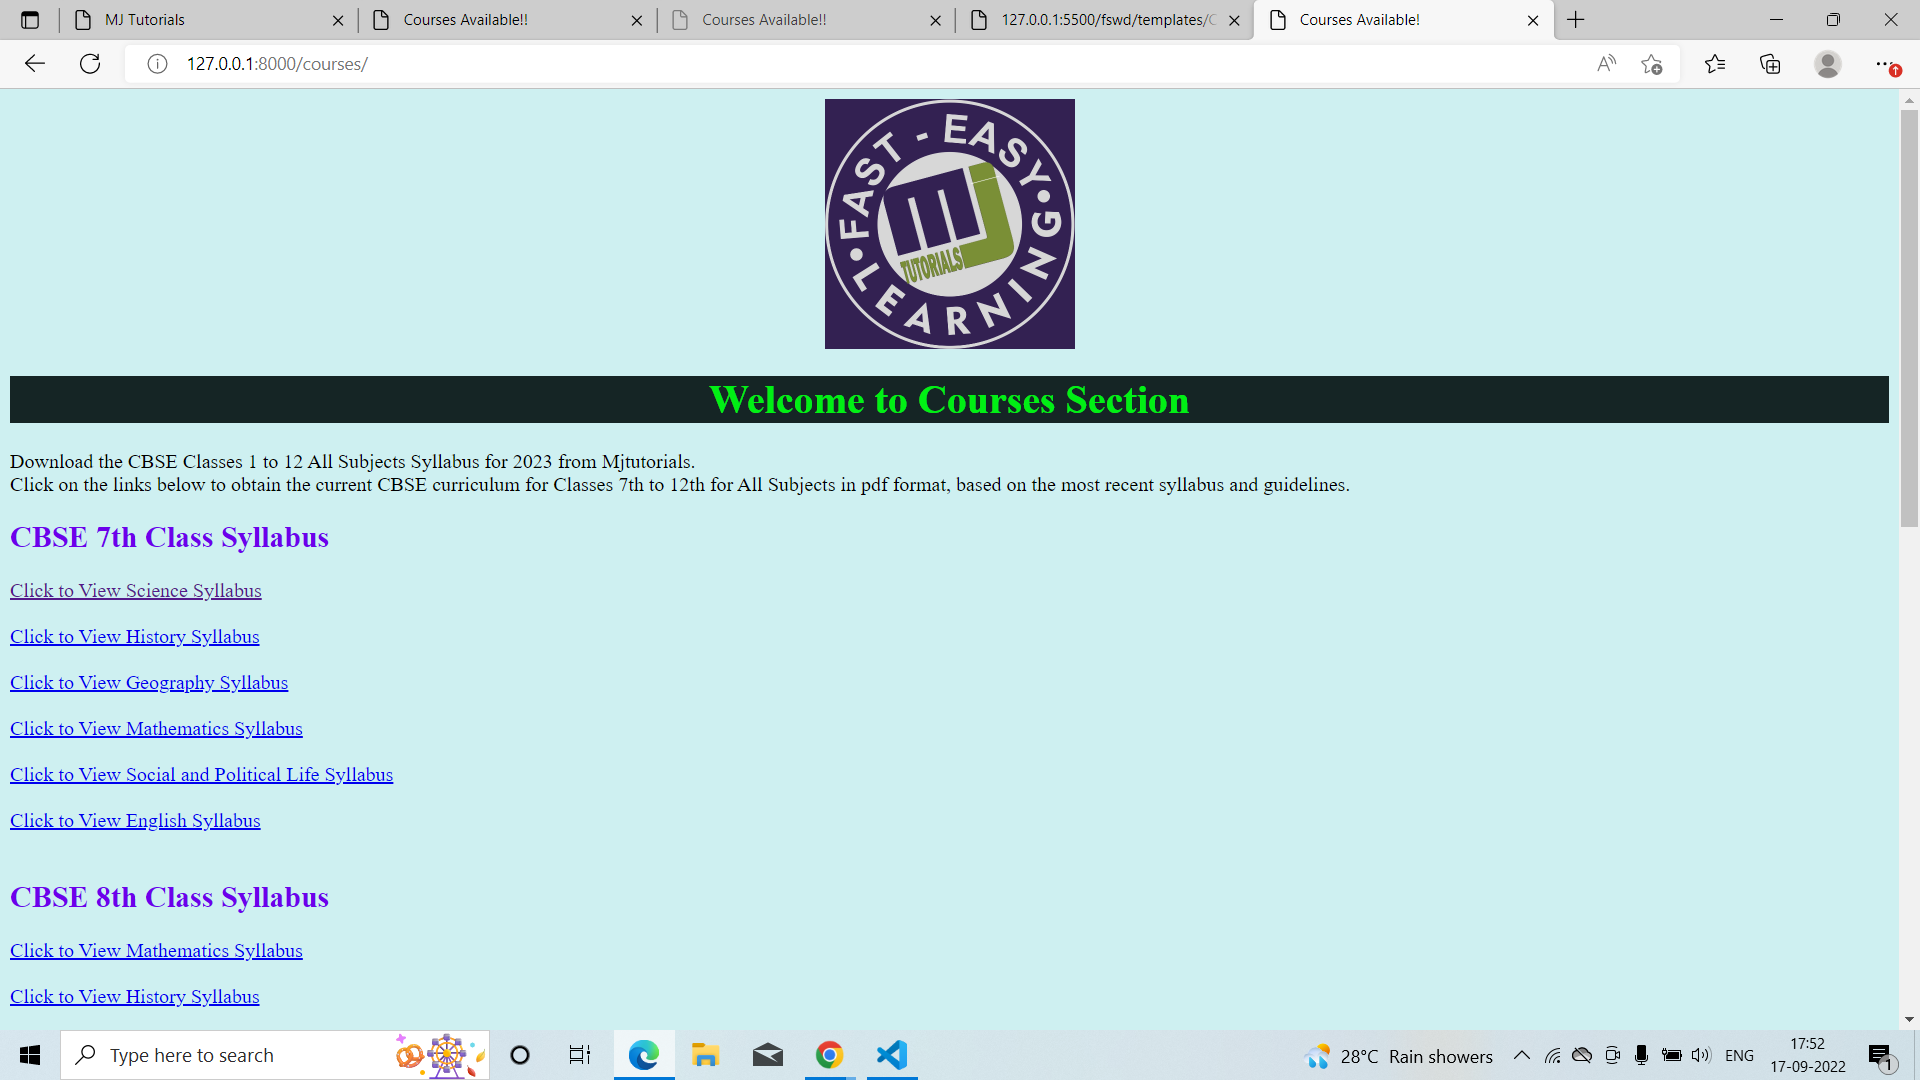 MJ Tutorials
Courses Available!!
Courses Available!!
127.0.0.1:5500/fswd/templates/C
Courses Available!
127.0.0.1:8000/courses/
FAST - EASY
LEARNING
MJ
TUTORIALS
Welcome to Courses Section
Download the CBSE Classes 1 to 12 All Subjects Syllabus for 2023 from Mjtutorials.
Click on the links below to obtain the current CBSE curriculum for Classes 7th to 12th for All Subjects in pdf format, based on the most recent syllabus and guidelines.
CBSE 7th Class Syllabus
Click to View Science Syllabus
Click to View History Syllabus
Click to View Geography Syllabus
Click to View Mathematics Syllabus
Click to View Social and Political Life Syllabus
Click to View English Syllabus
CBSE 8th Class Syllabus
Click to View Mathematics Syllabus
Click to View History Syllabus
Type here to search
28°C Rain showers
ENG
17:52
17-09-2022
1